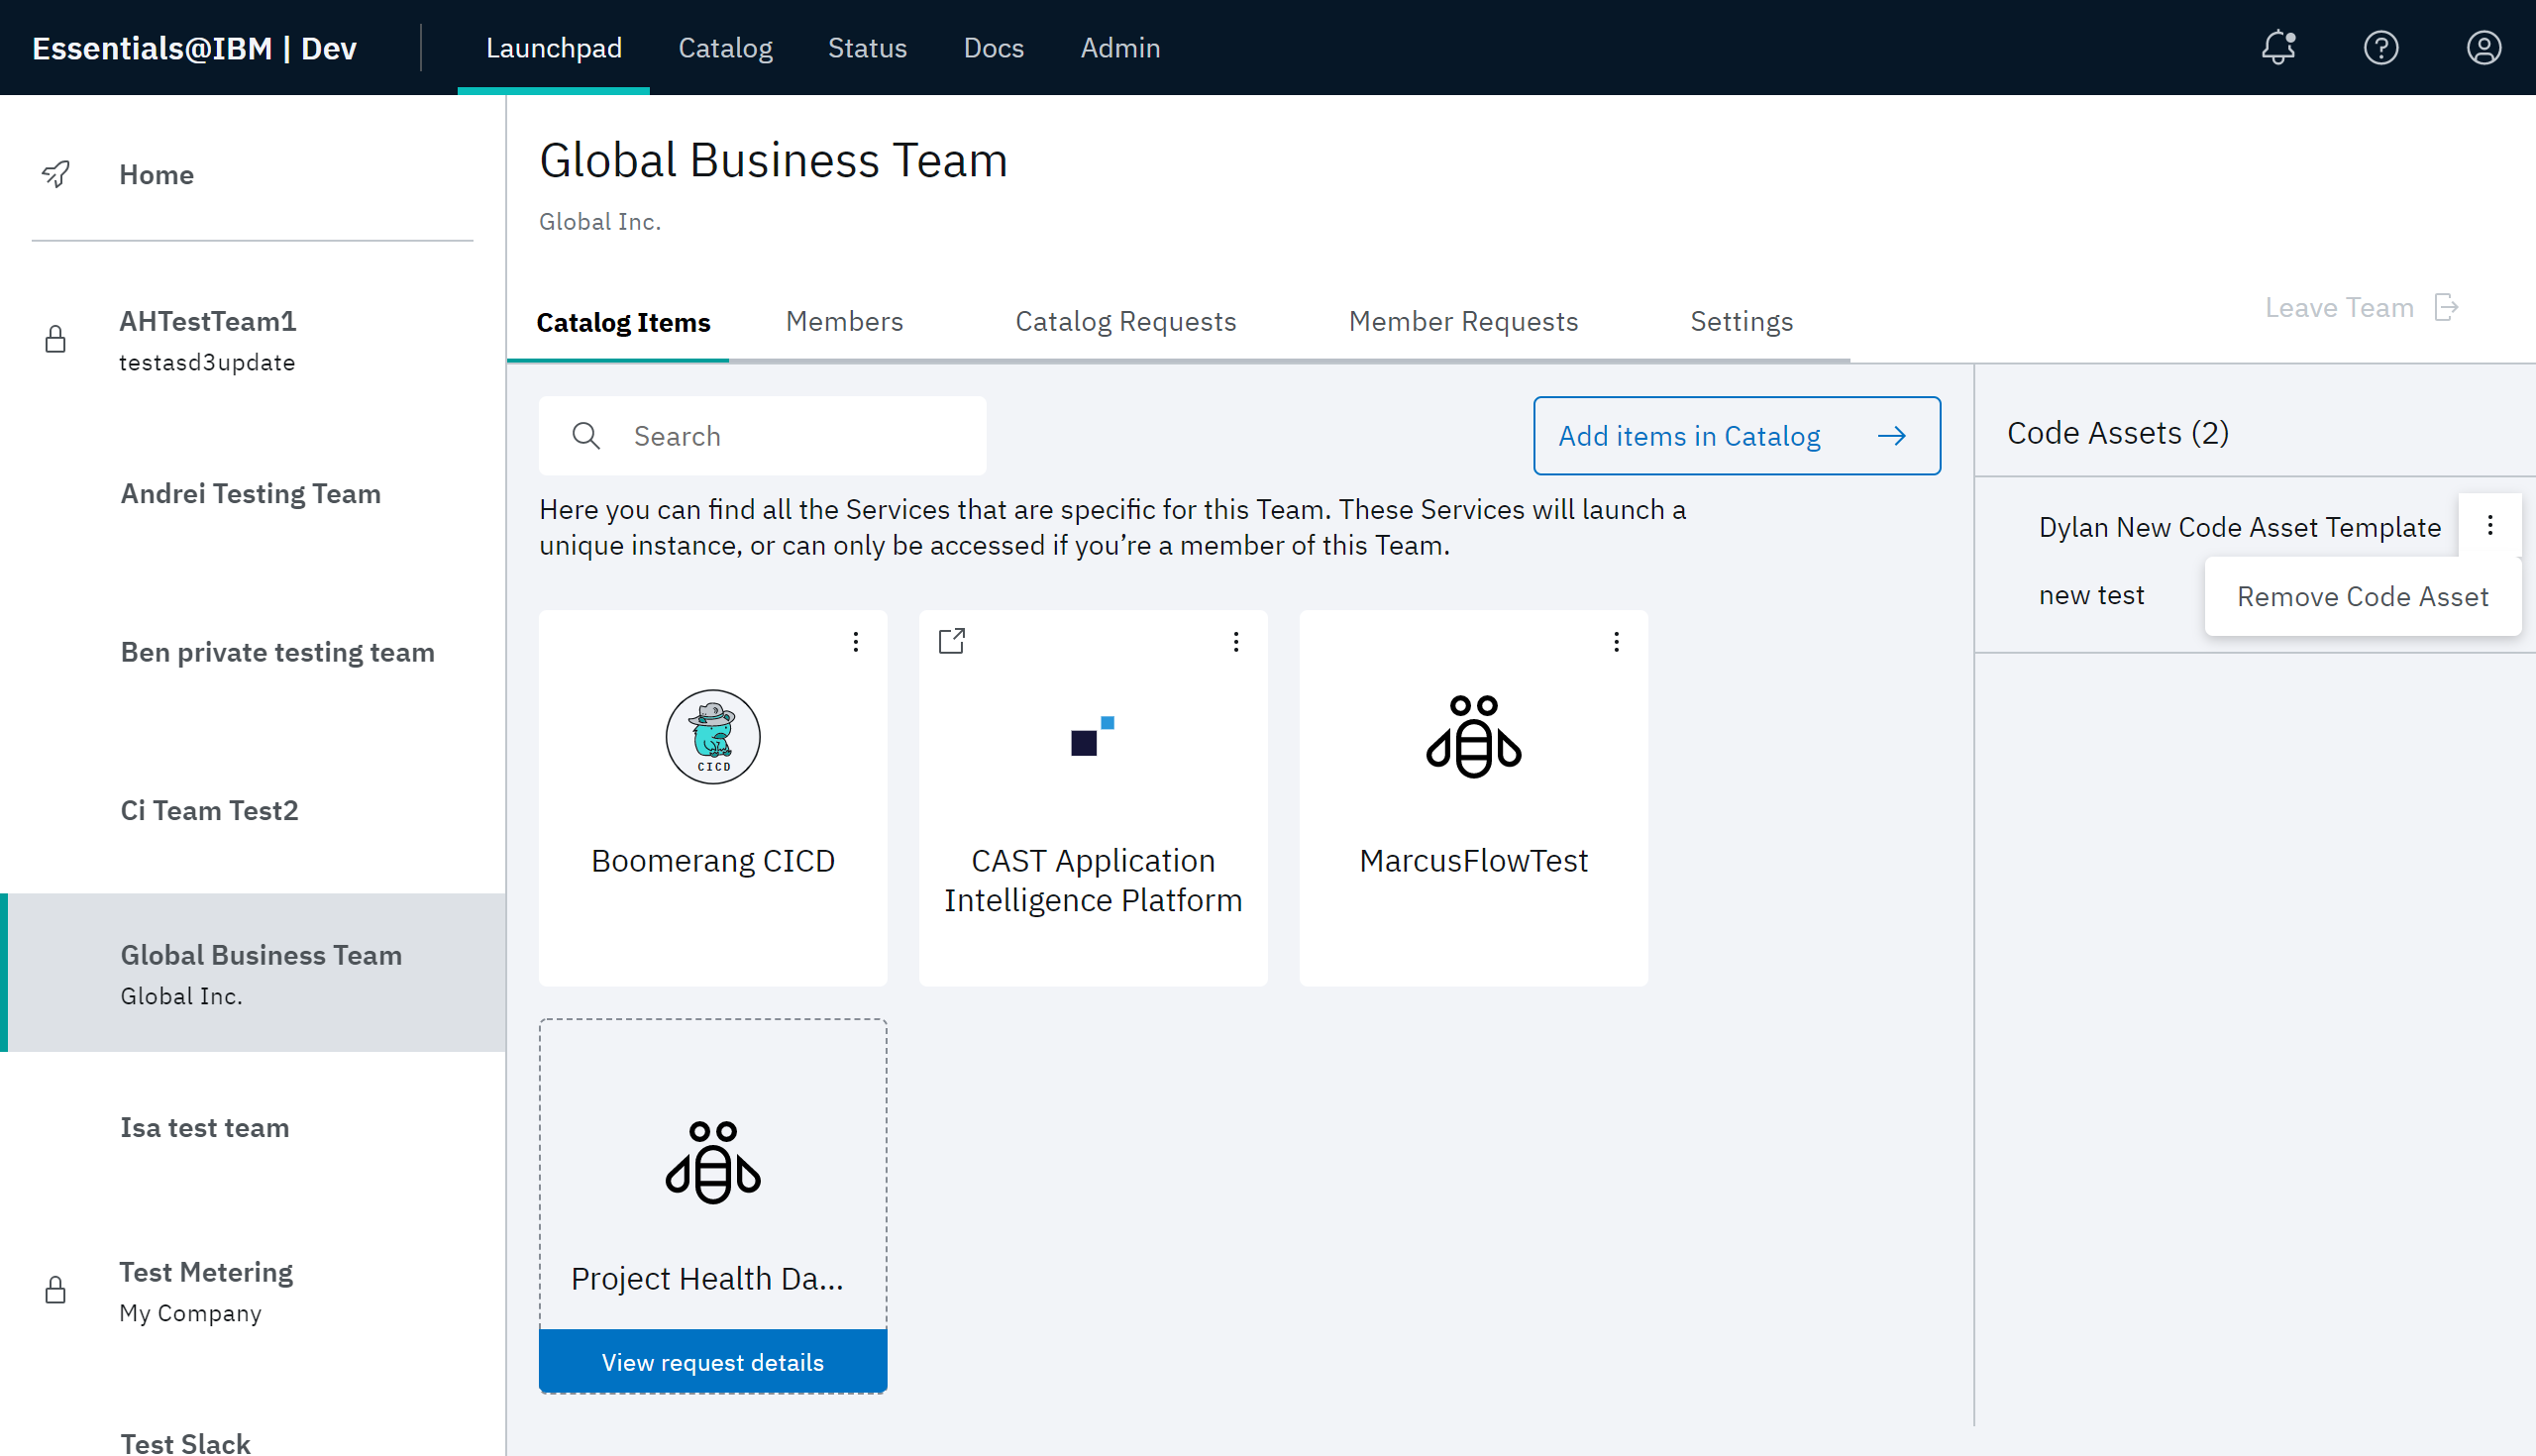 Essentials@IBM | Dev
Launchpad
Catalog
Status
Docs
Admin
Home
AHTestTeam1
testasd3update
Andrei Testing Team
Ben private testing team
Ci Team Test2
Global Business Team
Global Inc.
Isa test team
Test Metering
My Company
Test Slack
Global Business Team
Global Inc.
Catalog Items
Members
Catalog Requests
Member Requests
Settings
Leave Team
Search
Add items in Catalog
Here you can find all the Services that are specific for this Team. These Services will launch a
unique instance, or can only be accessed if you’re a member of this Team.
CICD
Boomerang CICD
CAST Application
Intelligence Platform
MarcusFlowTest
Project Health Da...
View request details
Code Assets (2)
Dylan New Code Asset Template
new test
Remove Code Asset